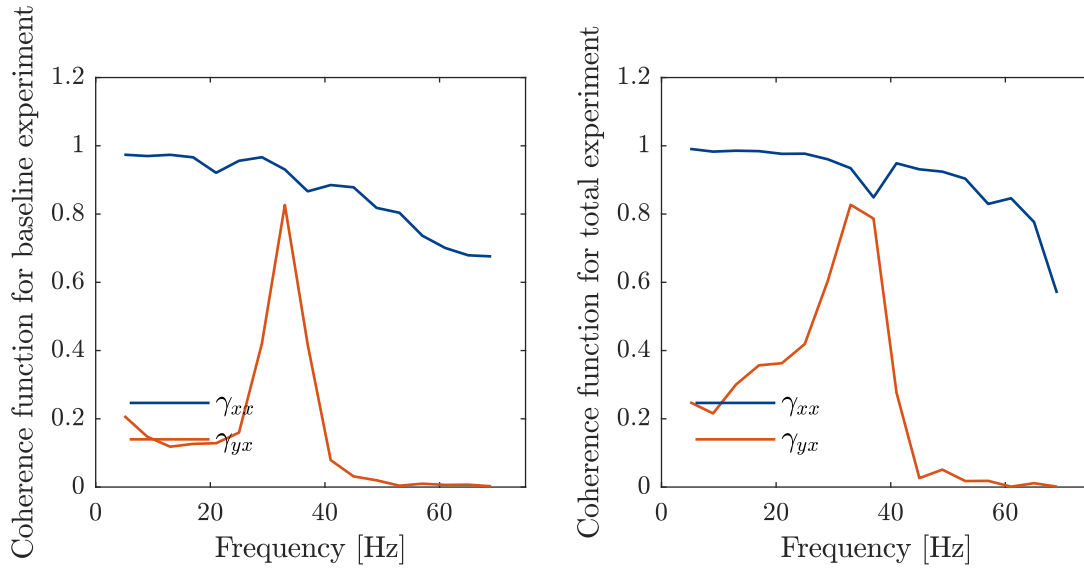 Coherence function for baseline experiment
1.2
1
0.8
0.6
0.4
0.2
0
γxx
γyx
0 20 40 60
Frequency [Hz]
Coherence function for total experiment
1.2
1
0.8
0.6
0.4
0.2
0
γxx
γyx
0 20 40 60
Frequency [Hz]